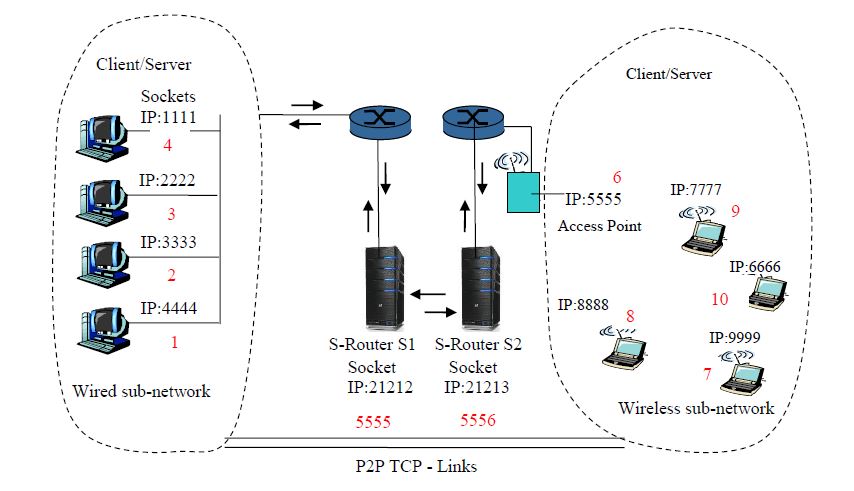 Client/Server
Sockets
IP:1111
4
IP:2222
3
IP:3333
2
IP:4444
1
Wired sub-network
S-Router S1
Socket
IP:21212
5555
S-Router S2
Socket
IP:21213
5556
Client/Server
6
IP:5555
Access Point
IP:7777
9
IP:6666
10
IP:8888
8
IP:9999
7
Wireless sub-network
P2P TCP - Links